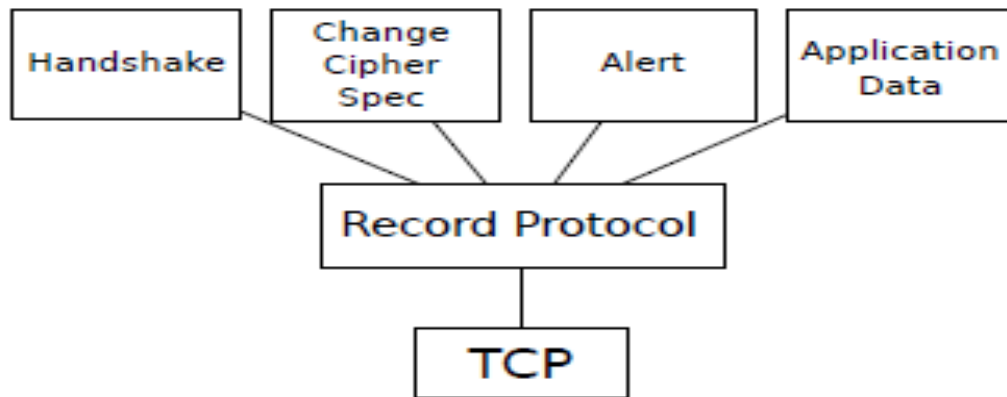 Handshake
Change
Cipher
Spec
Alert
Application
Data
Record Protocol
TCP